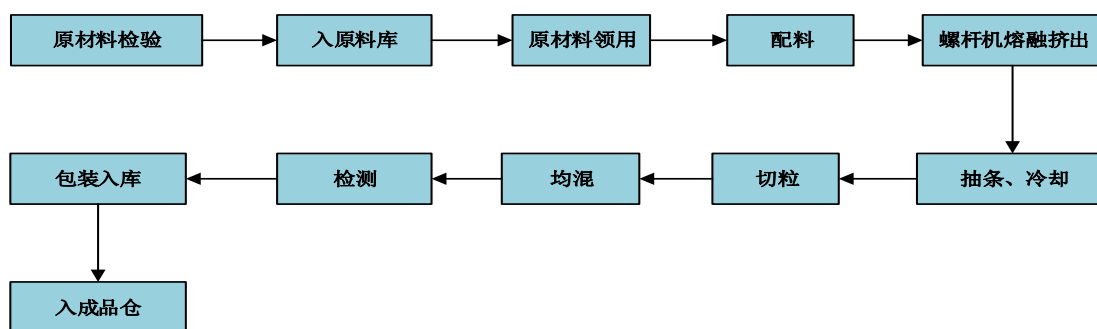 原材料检验
入原料库
原材料领用
配料
螺杆机熔融挤出
抽条、冷却
切粒
均混
检测
包装入库
入成品仓